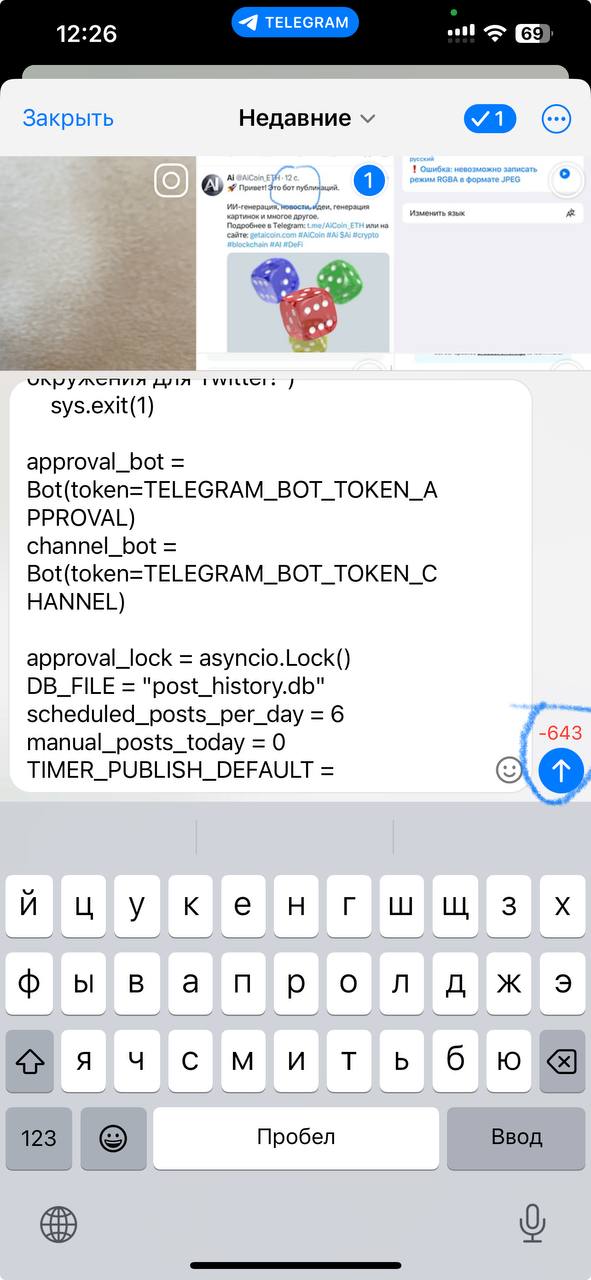 12:26
TELEGRAM
69
Закрыть
Недавние
1
Ai @AiCoin_ETH · 12 с.
🚀 Привет! Это бот публикаций.
ИИ-генерация, новости, идеи, генерация
картинок и многое другое.
Подробнее в Telegram: t.me/AiCoin_ETH или на
сайте: getaicoin.com #AiCoin #Ai $Ai #crypto
#blockchain #AI #DeFi
1
русский
❗ Ошибка: невозможно записать
режим RGBA в формате JPEG
Изменить язык
окружения для Twitter!")
sys.exit(1)
approval_bot =
Bot(token=TELEGRAM_BOT_TOKEN_A
PPROVAL)
channel_bot =
Bot(token=TELEGRAM_BOT_TOKEN_C
HANNEL)
approval_lock = asyncio.Lock()
DB_FILE = "post_history.db"
scheduled_posts_per_day = 6
manual_posts_today = 0
TIMER_PUBLISH_DEFAULT =
-643
й ц у к е н г ш щ з х
ф ы в а п р о л д ж э
я ч с м и т ь б ю
123
Пробел
Ввод